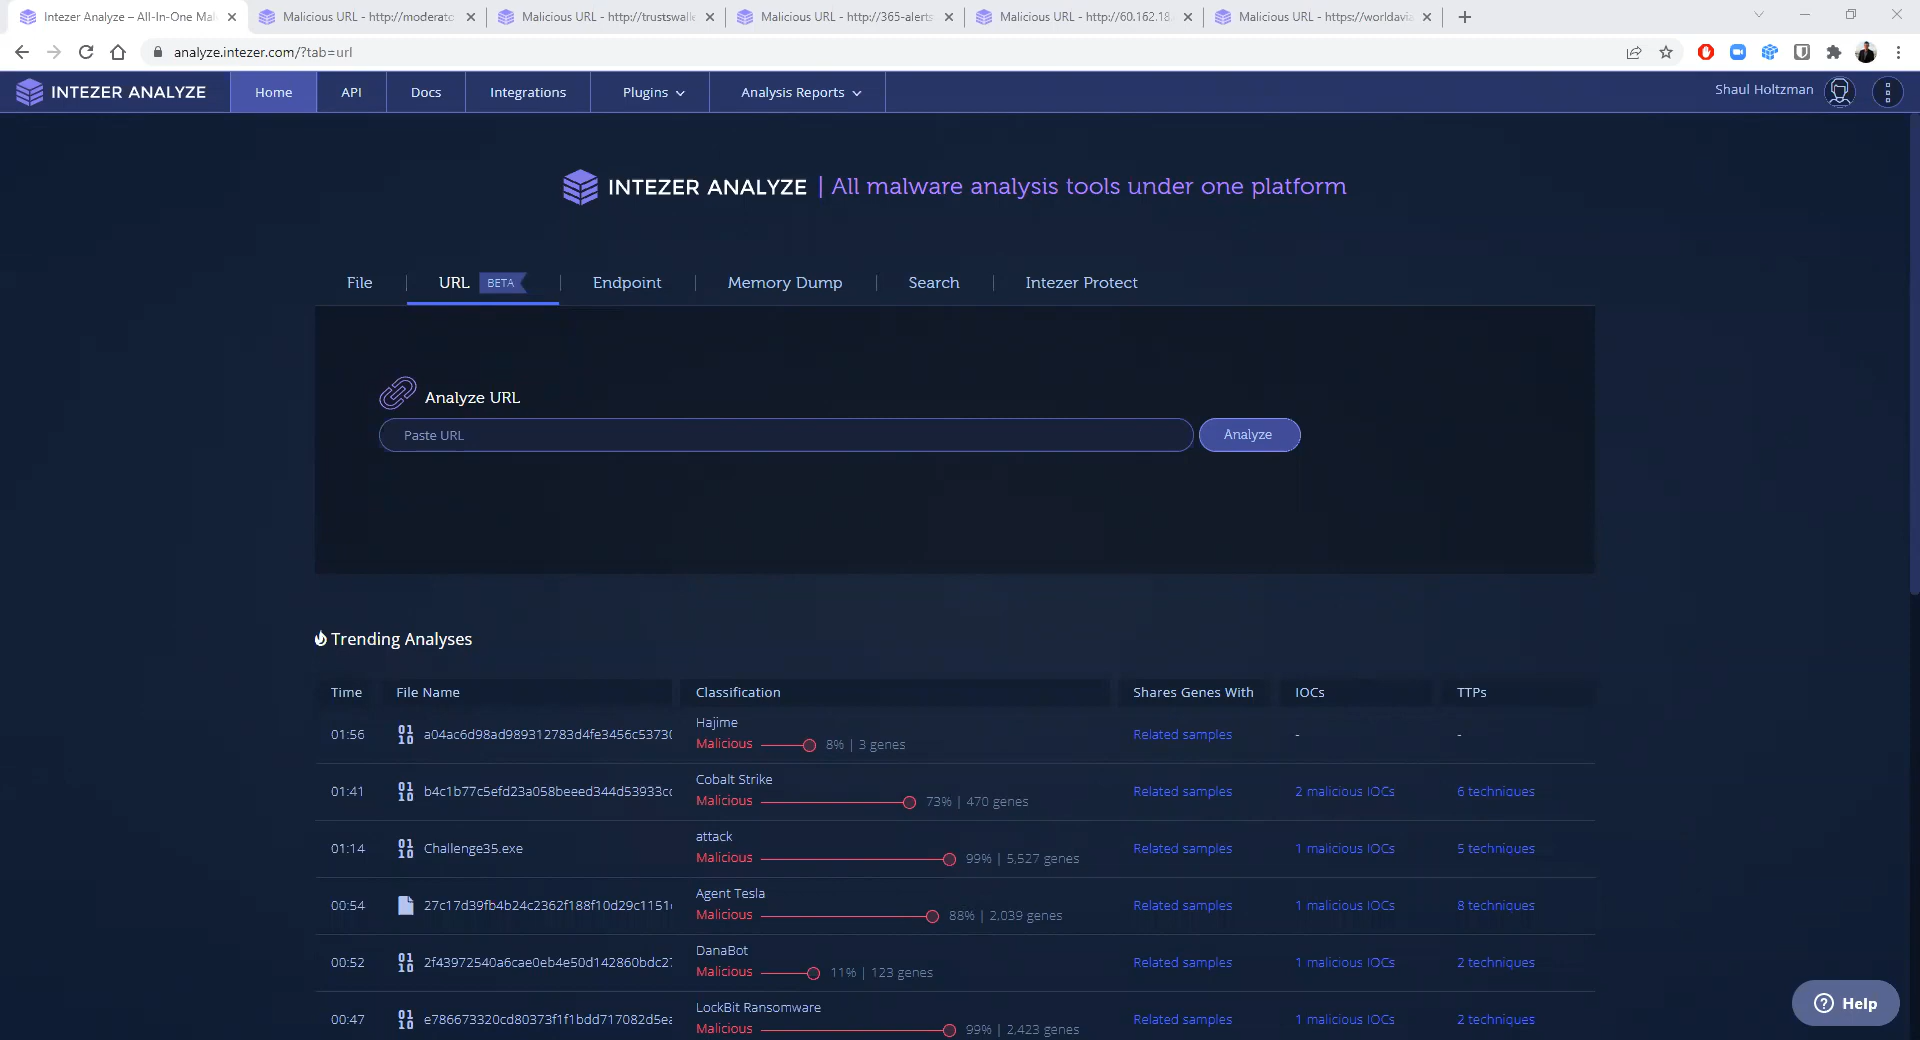 Intezer Analyze – All-In-One Mal
Malicious URL - http://moderato
Malicious URL - http://trustswalle
Malicious URL - http://365-alerts
Malicious URL - http://60.162.18
Malicious URL - https://worldavia
analyze.intezer.com/?tab=url
INTEZER ANALYZE
Home
API
Docs
Integrations
Plugins
Analysis Reports
Shaul Holtzman
INTEZER ANALYZE | All malware analysis tools under one platform
File
URL BETA
Endpoint
Memory Dump
Search
Intezer Protect
Analyze URL
Paste URL
Analyze
Trending Analyses
Time File Name Classification Shares Genes With IOCs TTPs
Hajime
01:56 a04ac6d98ad989312783d4fe3456c53730 Malicious 8% | 3 genes Related samples - -
Cobalt Strike
01:41 b4c1b77c5efd23a058beeed344d53933cc Malicious 73% | 470 genes Related samples 2 malicious IOCs 6 techniques
attack
01:14 Challenge35.exe Malicious 99% | 5,527 genes Related samples 1 malicious IOCs 5 techniques
Agent Tesla
00:54 27c17d39fb4b24c2362f188f10d29c1151 Malicious 88% | 2,039 genes Related samples 1 malicious IOCs 8 techniques
DanaBot
00:52 2f43972540a6cae0eb4e50d142860bdc27 Malicious 11% | 123 genes Related samples 1 malicious IOCs 2 techniques
LockBit Ransomware
00:47 e786673320cd80373f1f1bdd717082d5ea Malicious 99% | 2,423 genes Related samples 1 malicious IOCs 2 techniques
Help